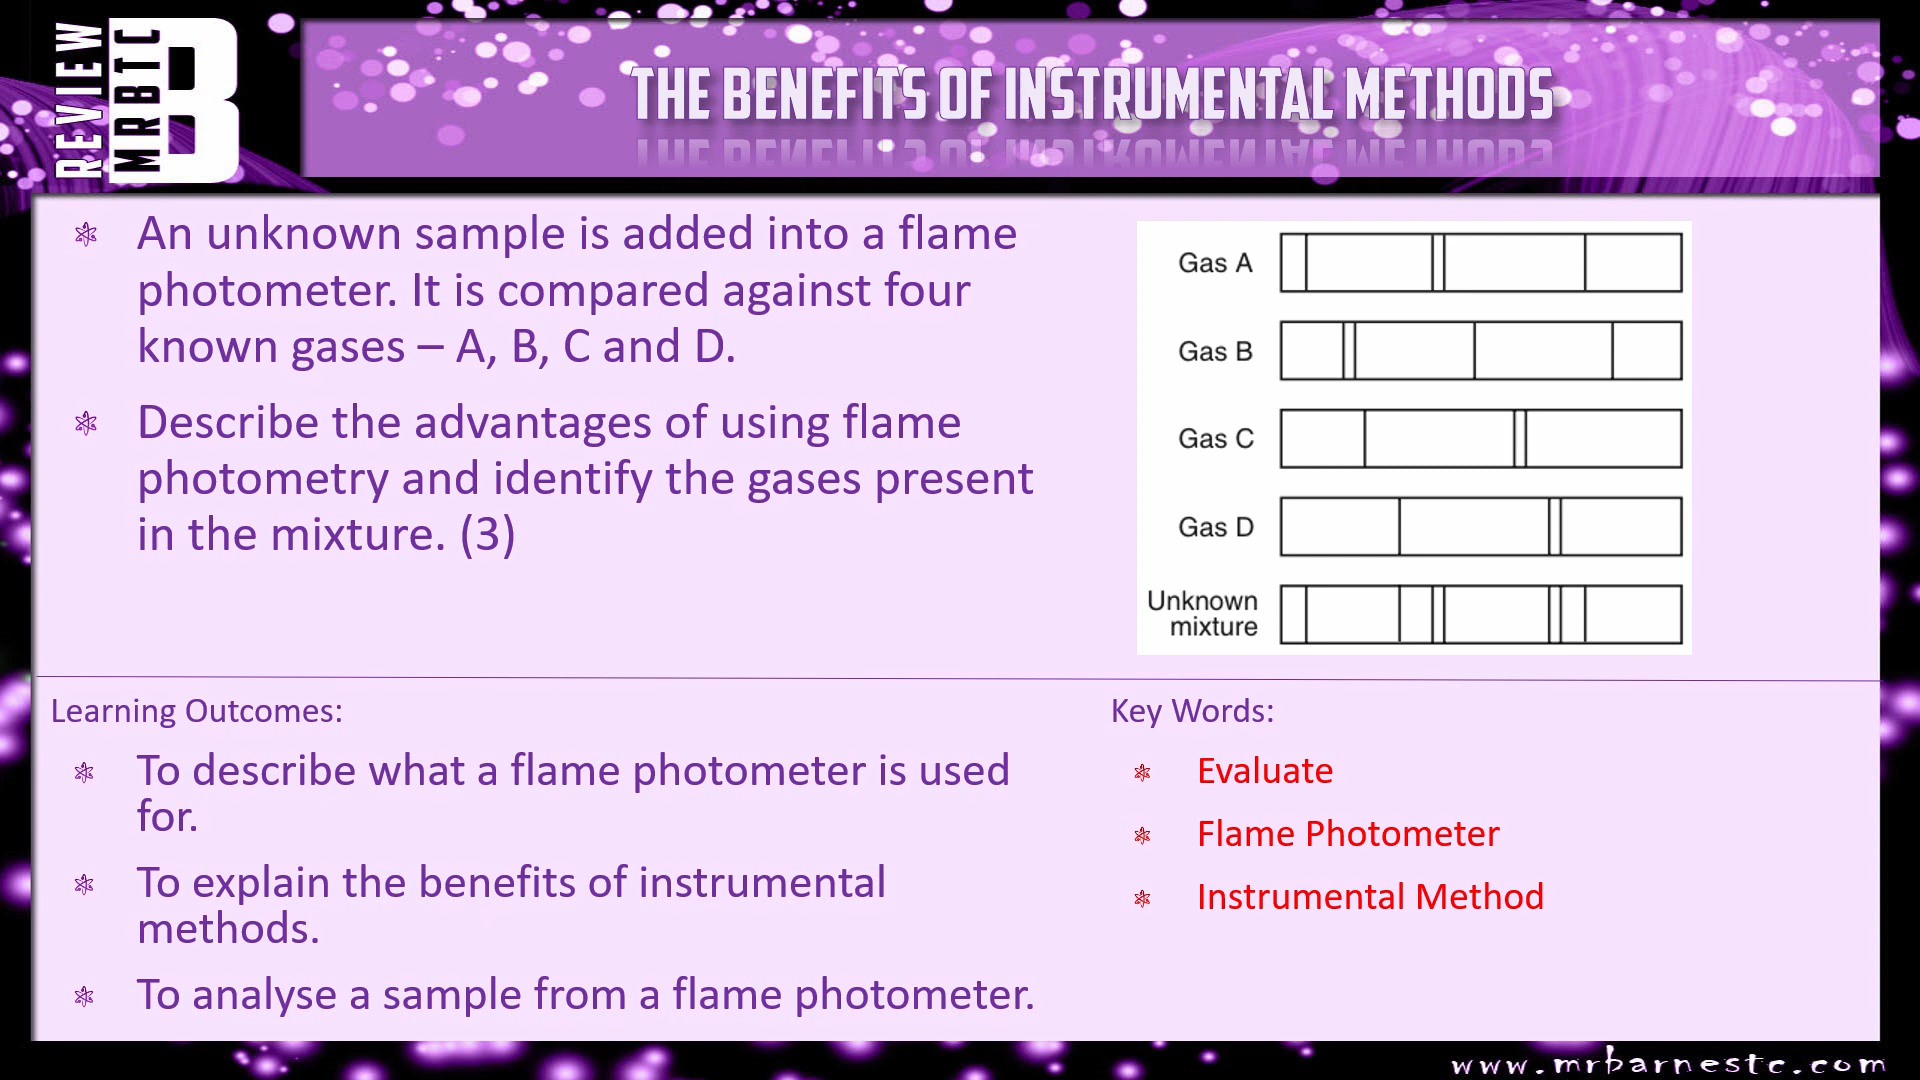 REVIEW
MRBTC
B
THE BENEFITS OF INSTRUMENTAL METHODS
An unknown sample is added into a flame
photometer. It is compared against four
known gases – A, B, C and D.
Describe the advantages of using flame
photometry and identify the gases present
in the mixture. (3)
Gas A
Gas B
Gas C
Gas D
Unknown
mixture
Learning Outcomes:
To describe what a flame photometer is used
for.
To explain the benefits of instrumental
methods.
To analyse a sample from a flame photometer.
Key Words:
Evaluate
Flame Photometer
Instrumental Method
www.mrbarnestc.com